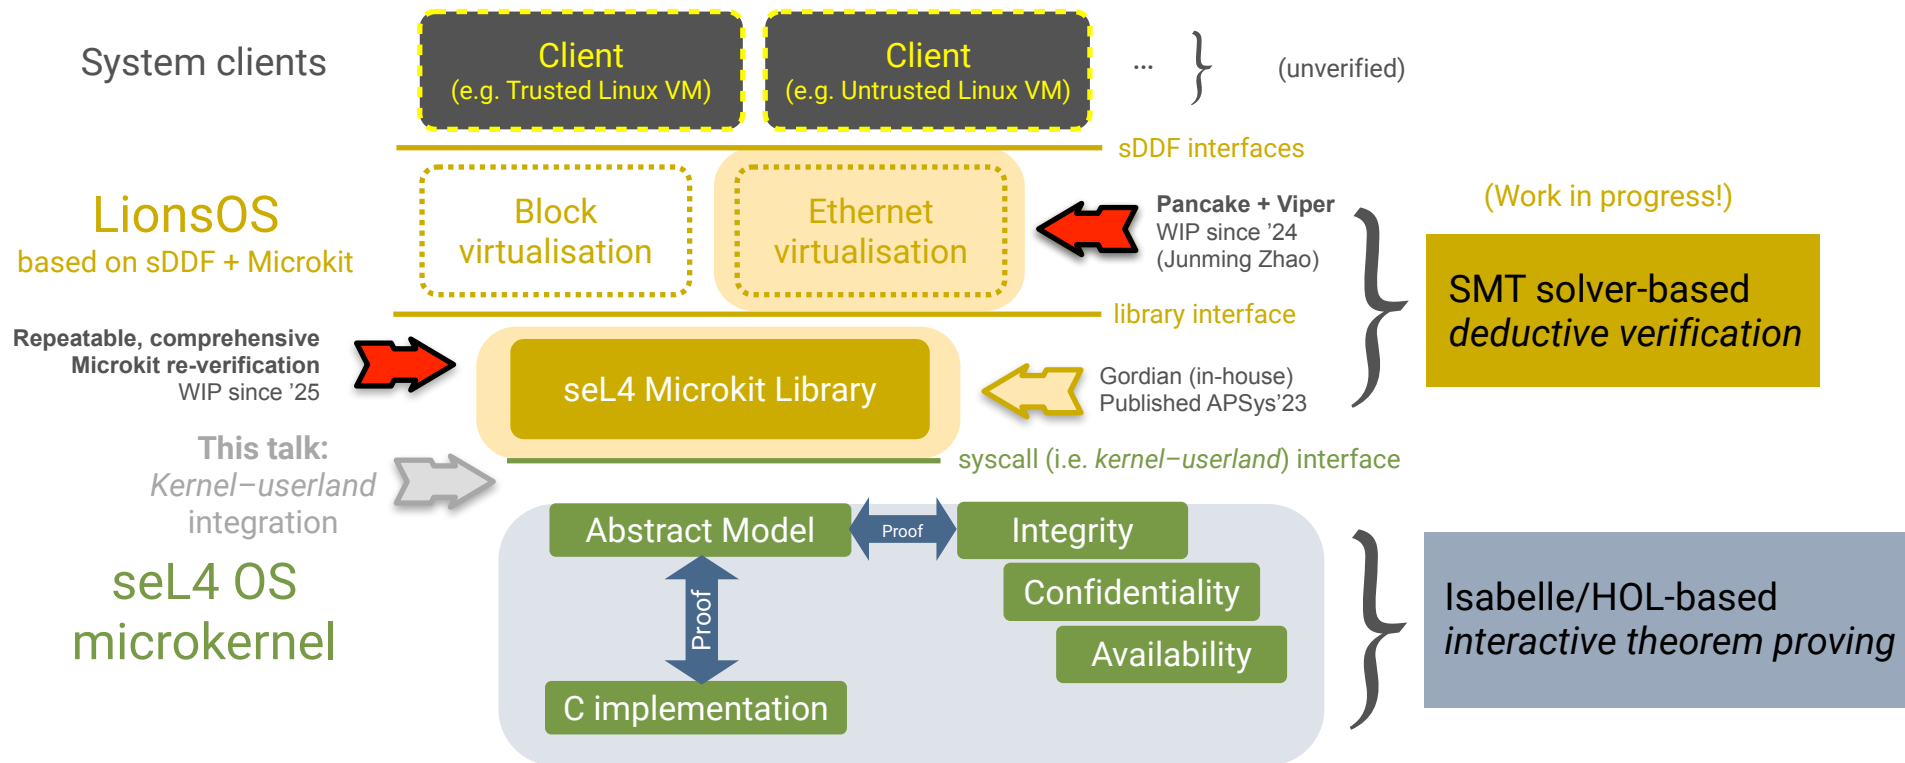 System clients
Client
(e.g. Trusted Linux VM)
Client
(e.g. Untrusted Linux VM)
...
(unverified)
sDDF interfaces
LionsOS
based on sDDF + Microkit
Block
virtualisation
Ethernet
virtualisation
Pancake + Viper
WIP since ’24
(Junming Zhao)
(Work in progress!)
SMT solver-based
deductive verification
library interface
Repeatable, comprehensive
Microkit re-verification
WIP since ’25
seL4 Microkit Library
Gordian (in-house)
Published APSys’23
This talk:
Kernel–userland
integration
syscall (i.e. kernel–userland) interface
seL4 OS
microkernel
Abstract Model
Proof
Integrity
Confidentiality
Availability
Proof
C implementation
Isabelle/HOL-based
interactive theorem proving